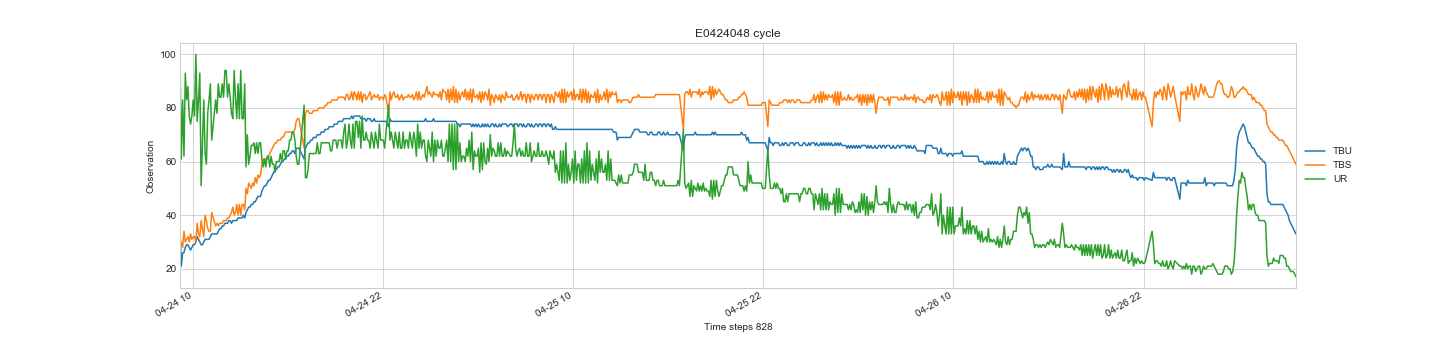 E0424048 cycle
Observation
100
80
60
40
20
04-24 10
04-24 22
04-25 10
04-25 22
04-26 10
04-26 22
Time steps 828
TBU
TBS
UR